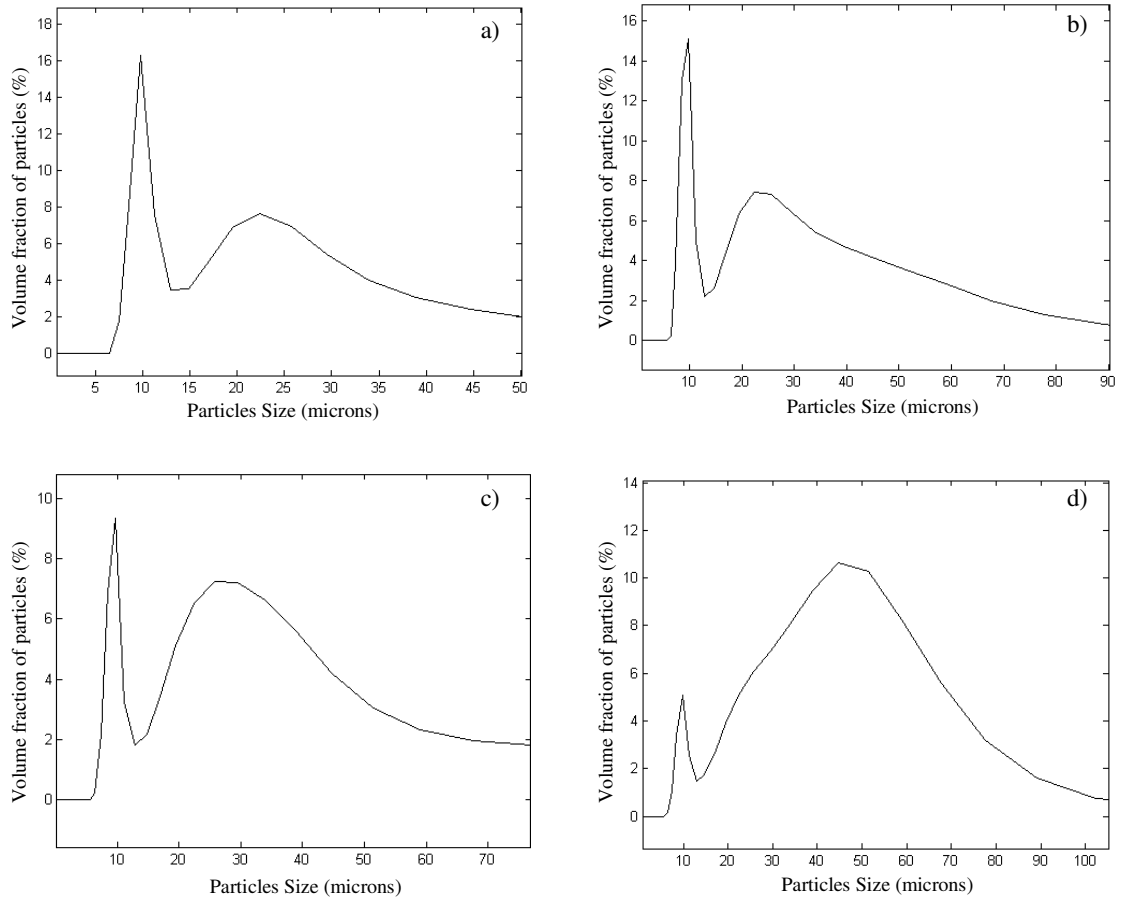 a)
Volume fraction of particles (%)
18
16
14
12
10
8
6
4
2
0
5 10 15 20 25 30 35 40 45 50
Particles Size (microns)
b)
Volume fraction of particles (%)
16
14
12
10
8
6
4
2
0
10 20 30 40 50 60 70 80 90
Particles Size (microns)
c)
Volume fraction of particles (%)
10
8
6
4
2
0
10 20 30 40 50 60 70
Particles Size (microns)
d)
Volume fraction of particles (%)
14
12
10
8
6
4
2
0
10 20 30 40 50 60 70 80 90 100
Particles Size (microns)